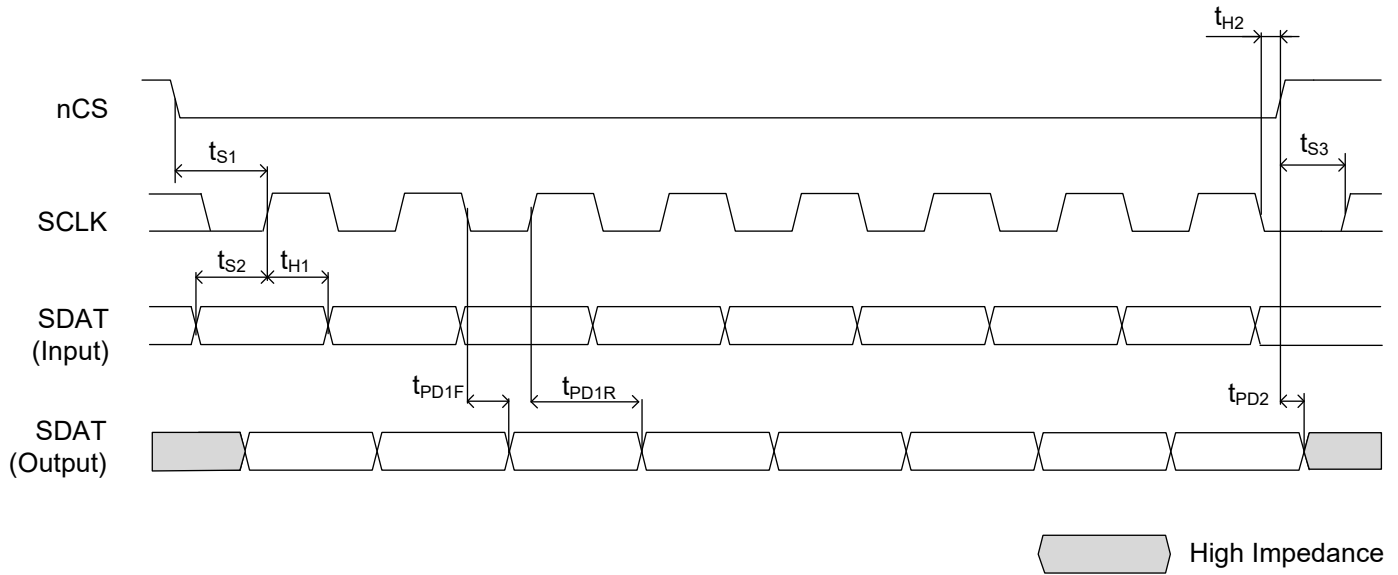 tH2
nCS
tS1
tS3
SCLK
tS2
tH1
SDAT
(Input)
tPD1F
tPD1R
tPD2
SDAT
(Output)
High Impedance